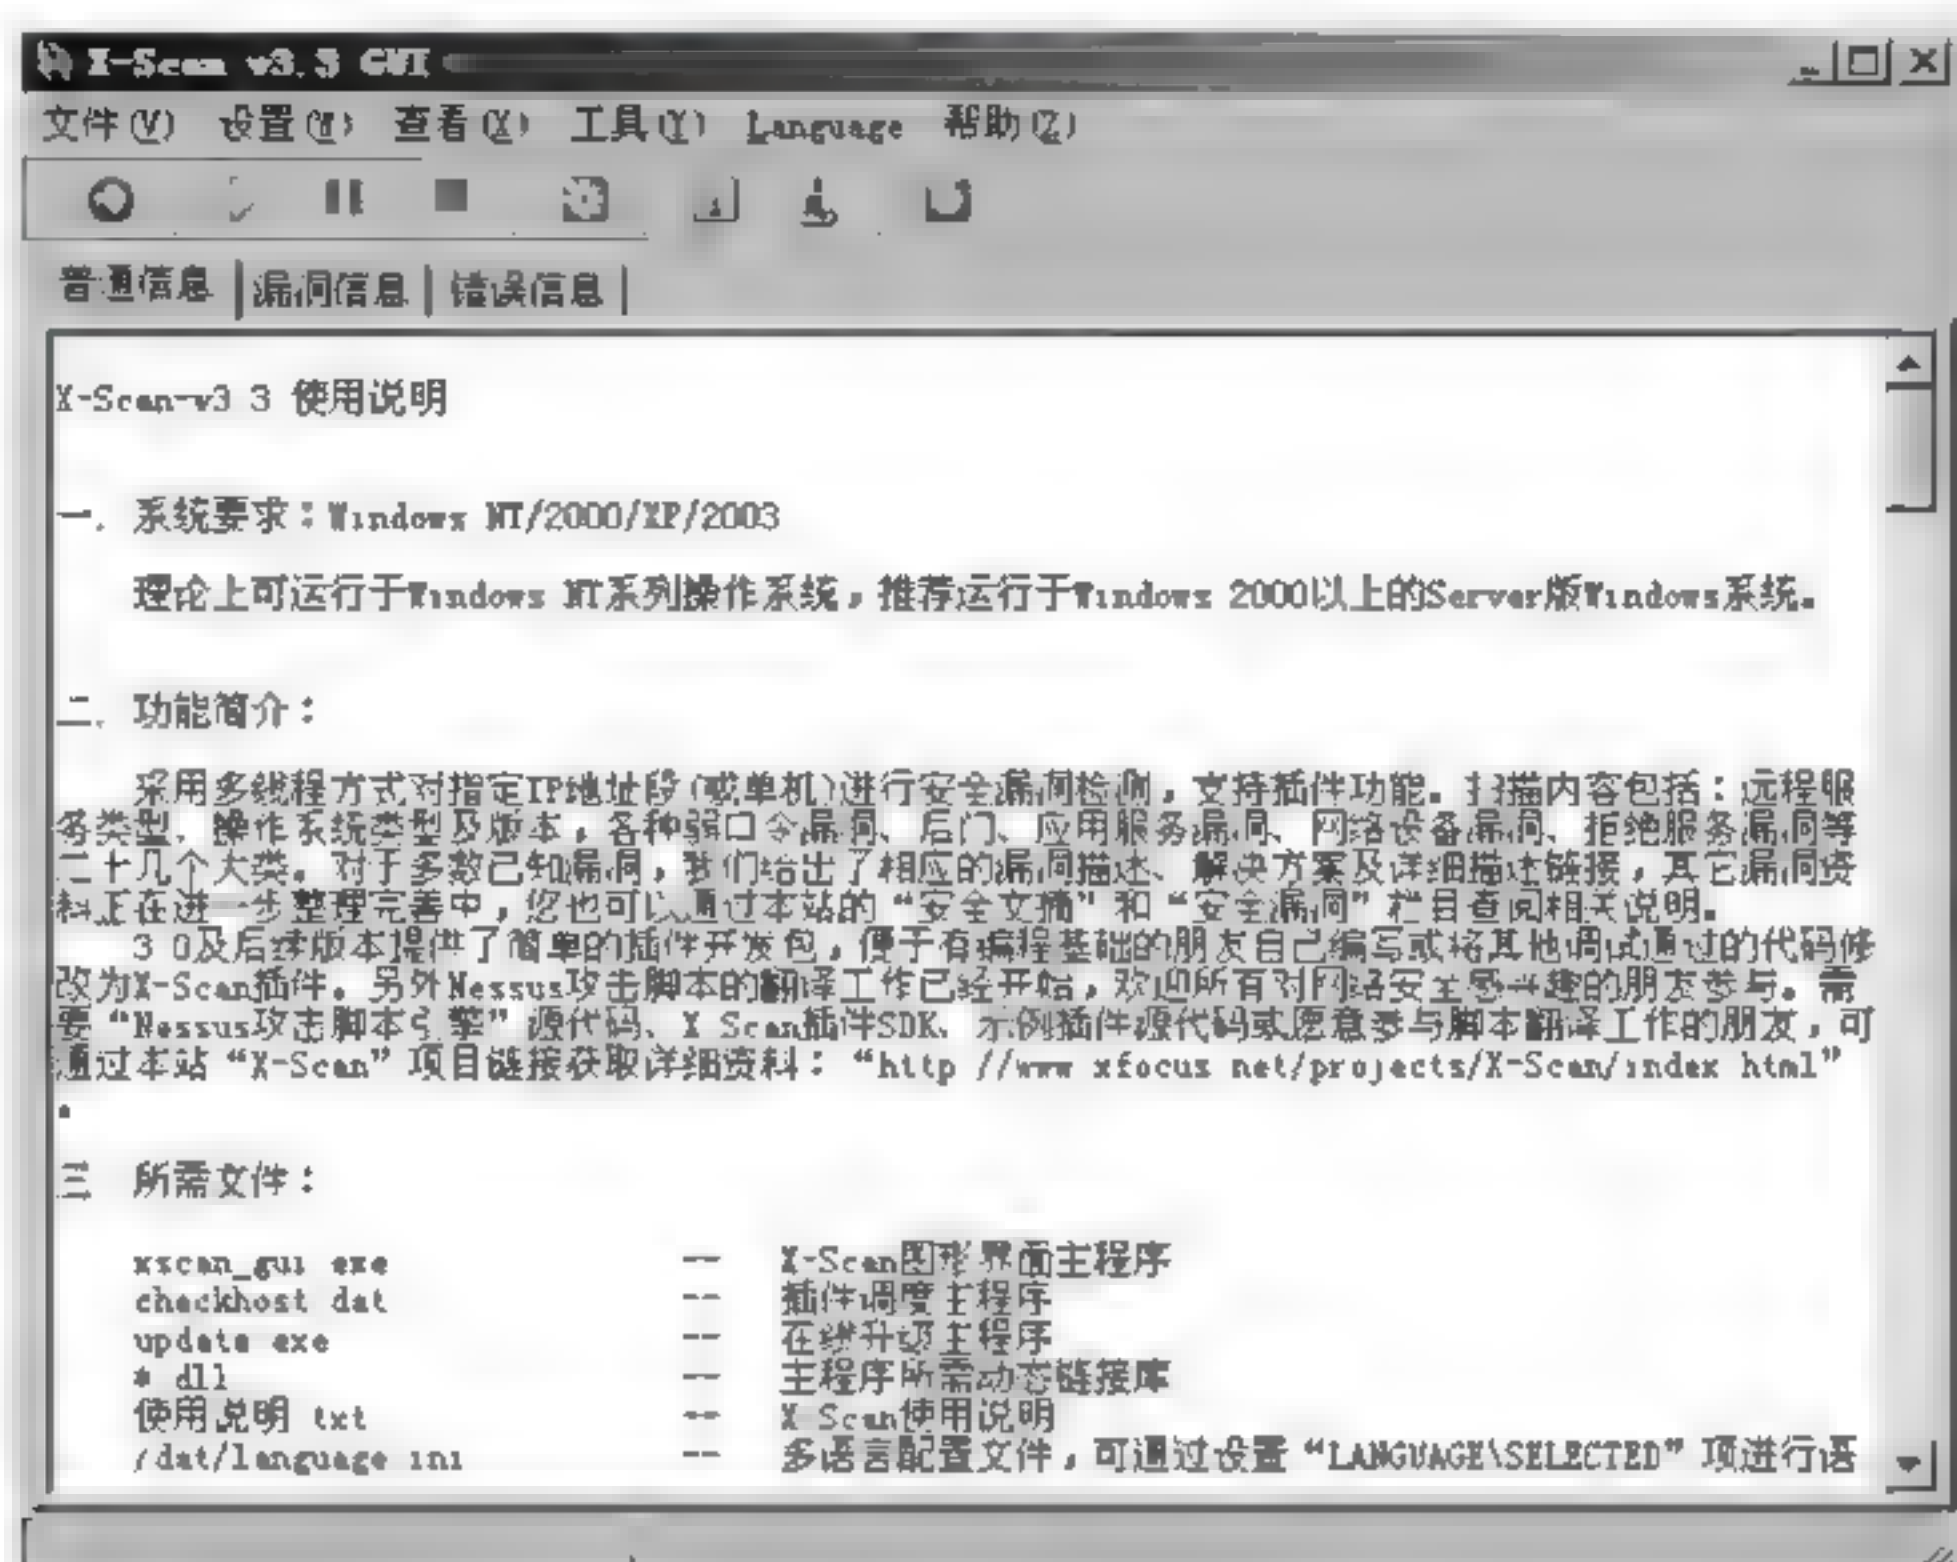 X-Scan v3.3 GUI
文件(V) 设置(W) 查看(X) 工具(Y) Language 帮助(Z)
普通信息 漏洞信息 错误信息
X-Scan-v3 3 使用说明
一. 系统要求：Windows NT/2000/XP/2003
理论上可运行于Windows NT系列操作系统，推荐运行于Windows 2000以上的Server版Windows系统。
二. 功能简介：
采用多线程方式对指定IP地址段(或单机)进行安全漏洞检测，支持插件功能。扫描内容包括：远程服
务类型、操作系统类型及版本，各种弱口令漏洞、后门、应用服务漏洞、网络设备漏洞、拒绝服务漏洞等
二十几个大类。对于多数已知漏洞，我们给出了相应的漏洞描述、解决方案及详细描述链接，其它漏洞资
料正在进一步整理完善中，您也可以通过本站的“安全文摘”和“安全漏洞”栏目查阅相关说明。
3 0及后续版本提供了简单的插件开发包，便于有编程基础的朋友自己编写或将其他调试通过的代码修
改为X-Scan插件。另外Nessus攻击脚本的翻译工作已经开始，欢迎所有对网络安全感兴趣的朋友参与。需
要“Nessus攻击脚本引擎”源代码、X Scan插件SDK、示例插件源代码或愿意参与脚本翻译工作的朋友，可
通过本站“X-Scan”项目链接获取详细资料：“http //www xfocus net/projects/X-Scan/index html”
。
三 所需文件：
xscan_gui exe -- X-Scan图形界面主程序
checkhost dat -- 插件调度主程序
update exe -- 在线升级主程序
* dll -- 主程序所需动态链接库
使用说明 txt -- X-Scan使用说明
/dat/language ini -- 多语言配置文件，可通过设置“LANGUAGE\SELECTED”项进行语